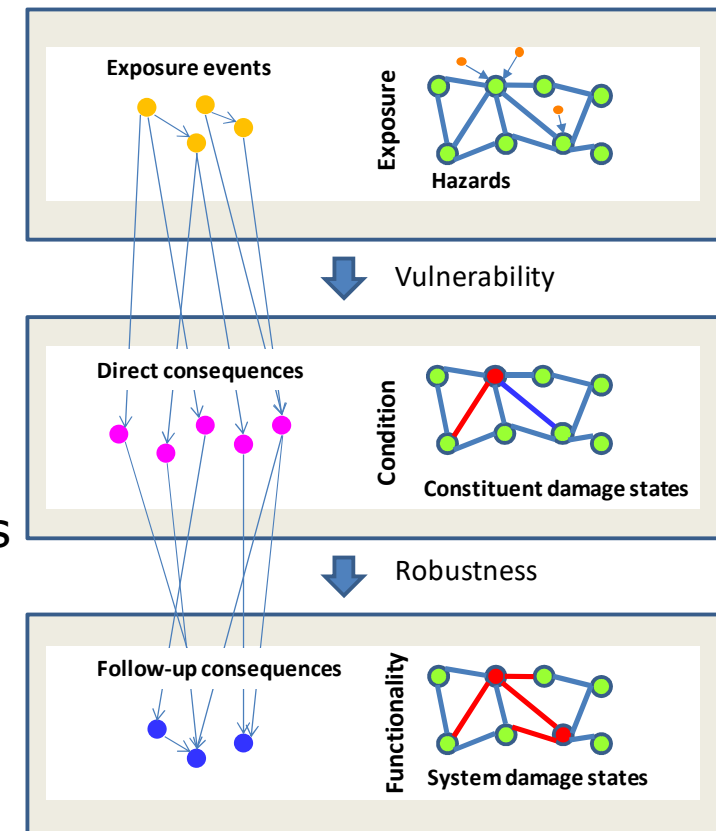 Exposure events
Exposure
Hazards
Vulnerability
Direct consequences
Condition
Constituent damage states
s
Robustness
Follow-up consequences
Functionality
System damage states